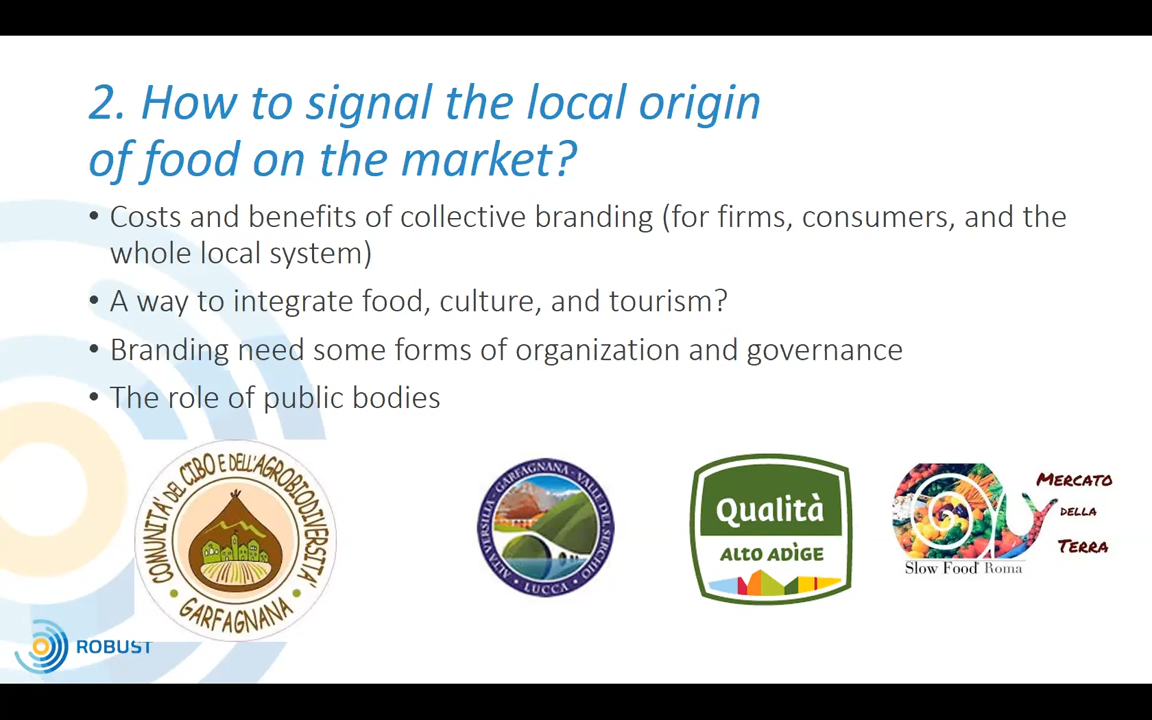 2. How to signal the local origin
of food on the market?
• Costs and benefits of collective branding (for firms, consumers, and the
whole local system)
• A way to integrate food, culture, and tourism?
• Branding need some forms of organization and governance
• The role of public bodies
COMUNITA' DEL CIBO E DELL'AGROBIODIVERSITA'
• GARFAGNANA •
ALTA VERSILIA - GARFAGNANA - VALLE DEL SERCHIO
• LUCCA •
Qualità
ALTO ADIGE
MERCATO
DELLA
TERRA
Slow Food® Roma
ROBUST